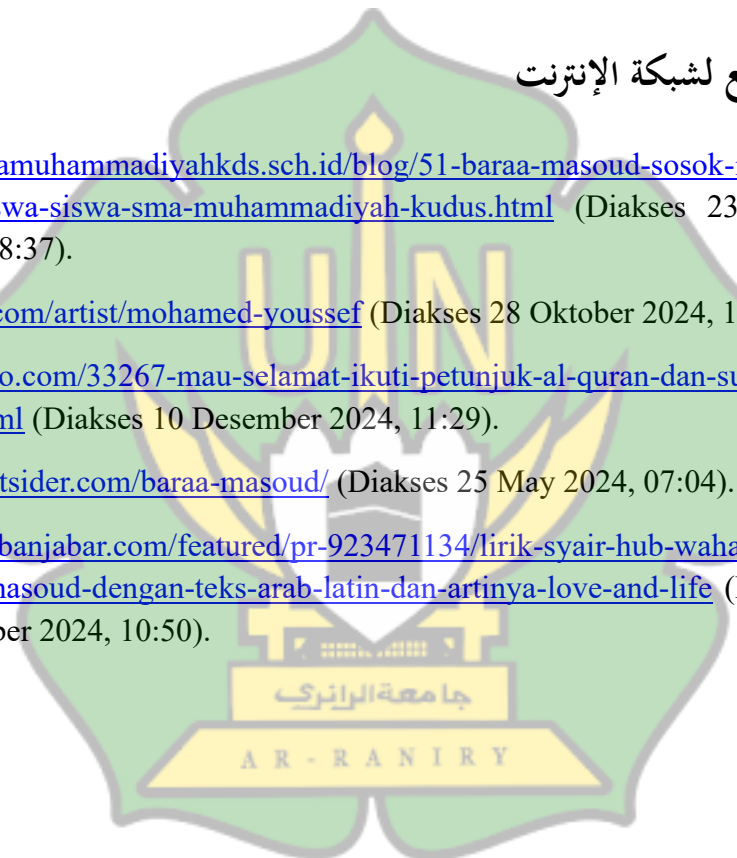 ع لشبكة الإنترنت
amuhammadiyahkds.sch.id/blog/51-baraa-masoud-sosok-
wa-siswa-sma-muhammadiyah-kudus.html (Diakses 23
8:37).
com/artist/mohamed-youssef (Diakses 28 Oktober 2024, 1
o.com/33267-mau-selamat-ikuti-petunjuk-al-quran-dan-su
ml (Diakses 10 Desember 2024, 11:29).
tsider.com/baraa-masoud/ (Diakses 25 May 2024, 07:04).
banjabar.com/featured/pr-923471134/lirik-syair-hub-waha
nasoud-dengan-teks-arab-latin-dan-artinya-love-and-life (
ber 2024, 10:50).
UIN
جامعة الرانري
AR-RANIRY